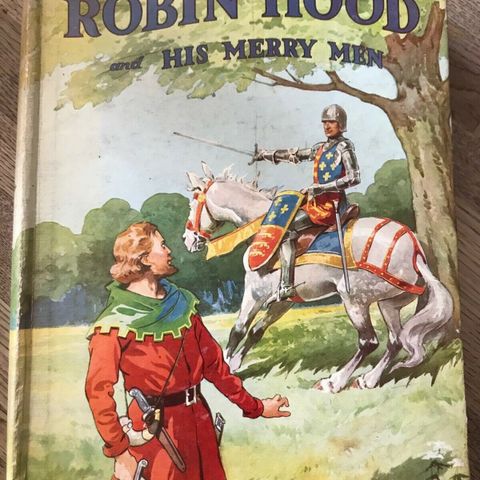 ROBIN HOOD
and HIS MERRY MEN